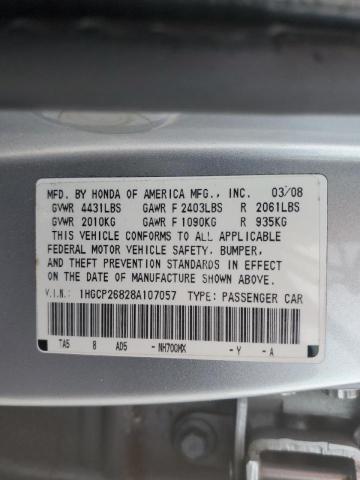 MFD. BY HONDA OF AMERICA MFG., INC. 03/08
GVWR 4431LBS GAWR F 2403LBS R 2061LBS
GVWR 2010KG GAWR F 1090KG R 935KG
THIS VEHICLE CONFORMS TO ALL APPLICABLE
FEDERAL MOTOR VEHICLE SAFETY, BUMPER,
AND THEFT PREVENTION STANDARDS IN EFFECT
ON THE DATE OF MANUFACTURE SHOWN ABOVE.
V.I.N.: 1HGCP26828A107057 TYPE: PASSENGER CAR
TA5 8 AD5 -NH700MX -Y -A